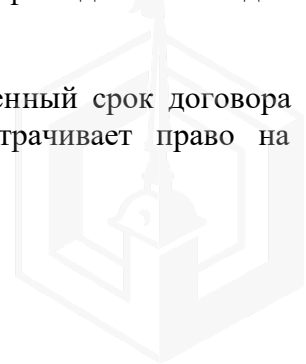 енный срок договора
трачивает право на